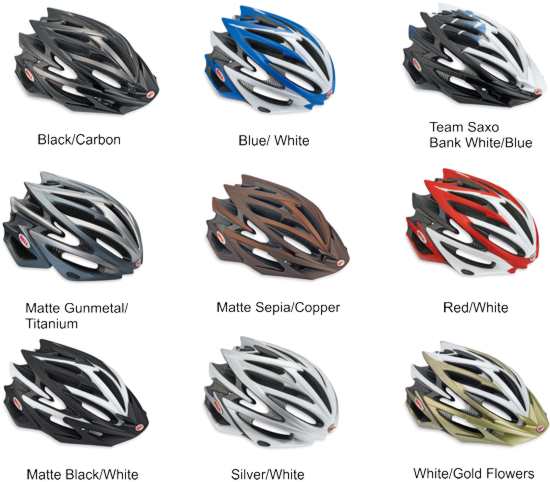 Black/Carbon
Blue/ White
Team Saxo
Bank White/Blue
Matte Gunmetal/
Titanium
Matte Sepia/Copper
Red/White
Matte Black/White
Silver/White
White/Gold Flowers